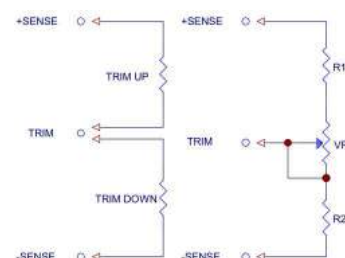 +SENSE
TRIM UP
TRIM
TRIM DOWN
-SENSE
+SENSE
R1
TRIM
R2
-SENSE